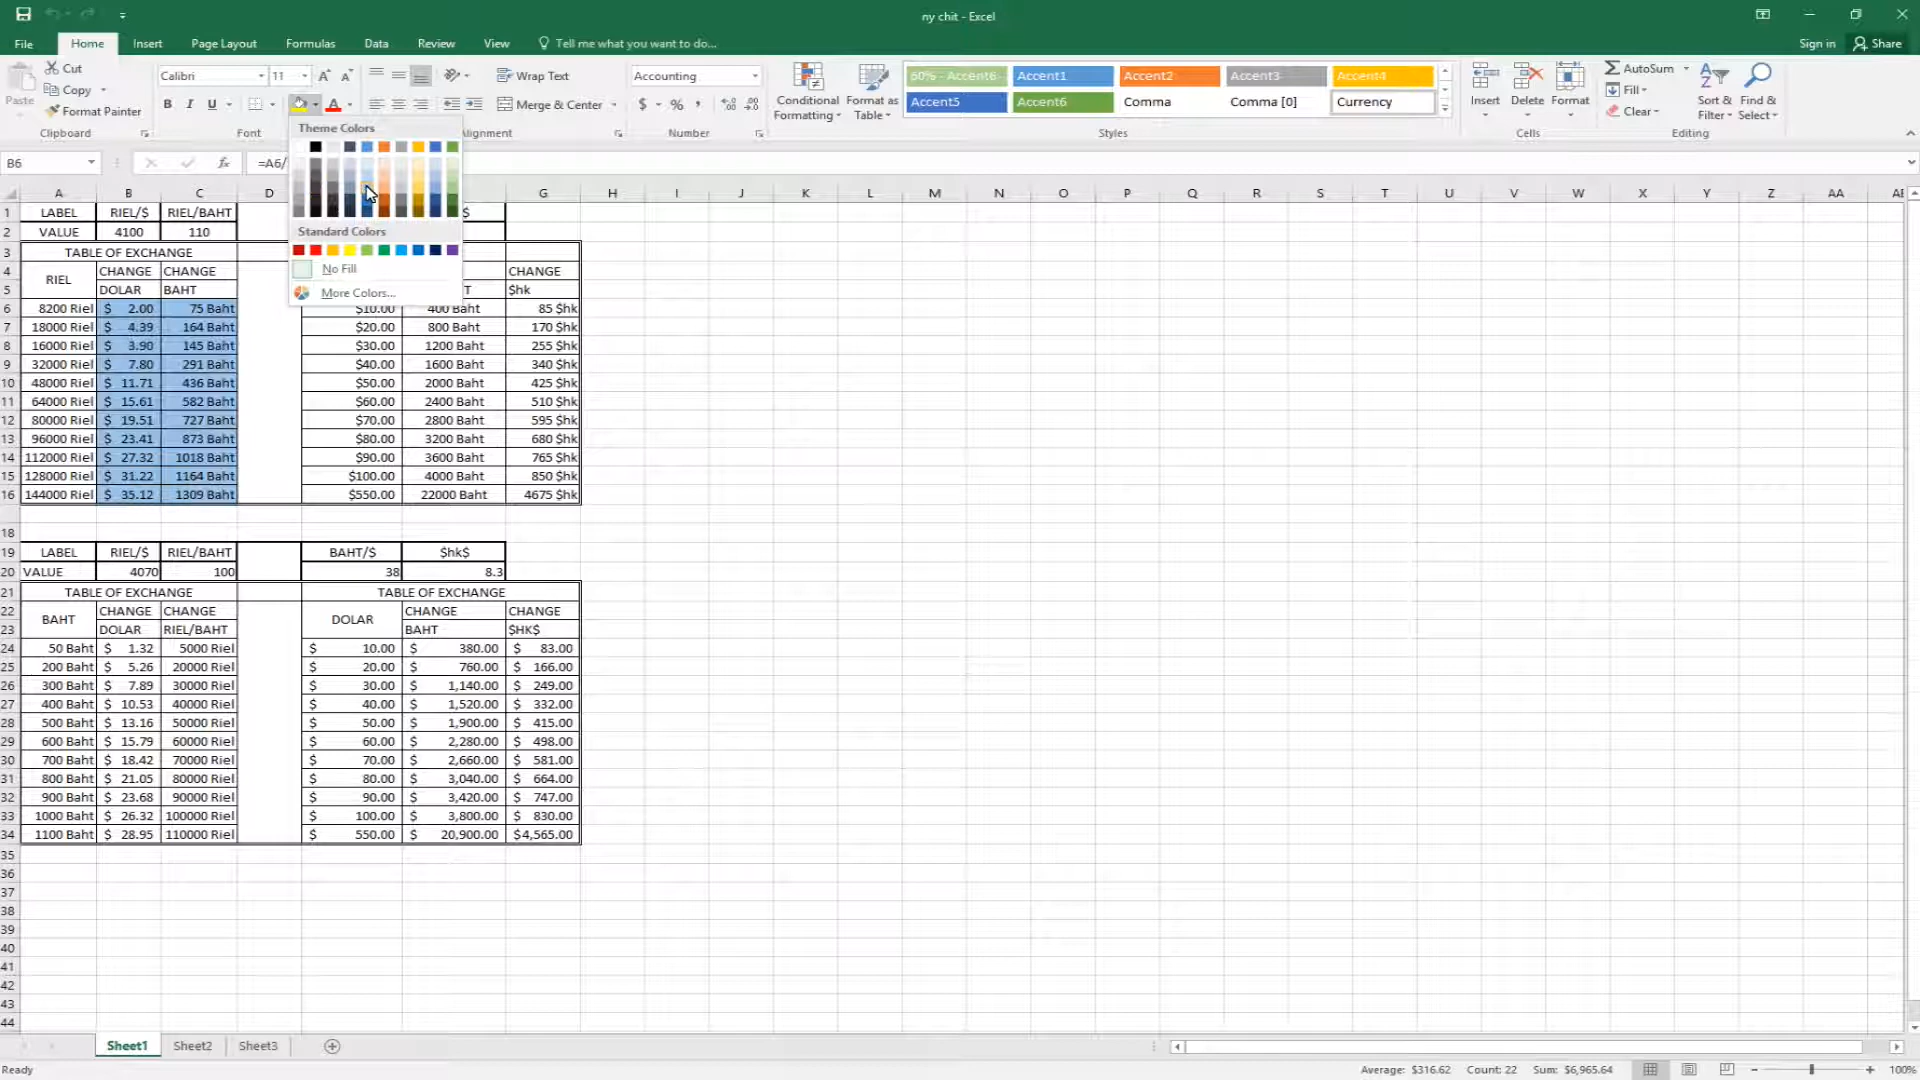 ny chit - Excel
File Home Insert Page Layout Formulas Data Review View Tell me what you want to do... Sign in Share
Paste Cut Copy Format Painter Clipboard
Calibri 11 B I U Font
Wrap Text Merge & Center Alignment
Accounting $ % Number
Conditional Formatting Format as Table
60% - Accent6 Accent1 Accent2 Accent3 Accent4
Accent5 Accent6 Comma Comma [0] Currency
Styles
Insert Delete Format Cells
AutoSum Fill Clear Sort & Filter Find & Select Editing
B6 fx =A6/
Theme Colors
Standard Colors
No Fill
More Colors...
A B C D G H I J K L M N O P Q R S T U V W X Y Z AA
1 LABEL RIEL/$ RIEL/BAHT $
2 VALUE 4100 110
3 TABLE OF EXCHANGE
4 RIEL CHANGE CHANGE CHANGE
5 DOLAR BAHT T $hk
6 8200 Riel $ 2.00 75 Baht $10.00 400 Baht 85 $hk
7 18000 Riel $ 4.39 164 Baht $20.00 800 Baht 170 $hk
8 16000 Riel $ 3.90 145 Baht $30.00 1200 Baht 255 $hk
9 32000 Riel $ 7.80 291 Baht $40.00 1600 Baht 340 $hk
10 48000 Riel $ 11.71 436 Baht $50.00 2000 Baht 425 $hk
11 64000 Riel $ 15.61 582 Baht $60.00 2400 Baht 510 $hk
12 80000 Riel $ 19.51 727 Baht $70.00 2800 Baht 595 $hk
13 96000 Riel $ 23.41 873 Baht $80.00 3200 Baht 680 $hk
14 112000 Riel $ 27.32 1018 Baht $90.00 3600 Baht 765 $hk
15 128000 Riel $ 31.22 1164 Baht $100.00 4000 Baht 850 $hk
16 144000 Riel $ 35.12 1309 Baht $550.00 22000 Baht 4675 $hk
18
19 LABEL RIEL/$ RIEL/BAHT BAHT/$ $hk$
20 VALUE 4070 100 38 8.3
21 TABLE OF EXCHANGE TABLE OF EXCHANGE
22 BAHT CHANGE CHANGE DOLAR CHANGE CHANGE
23 DOLAR RIEL/BAHT BAHT $HK$
24 50 Baht $ 1.32 5000 Riel $ 10.00 $ 380.00 $ 83.00
25 200 Baht $ 5.26 20000 Riel $ 20.00 $ 760.00 $ 166.00
26 300 Baht $ 7.89 30000 Riel $ 30.00 $ 1,140.00 $ 249.00
27 400 Baht $ 10.53 40000 Riel $ 40.00 $ 1,520.00 $ 332.00
28 500 Baht $ 13.16 50000 Riel $ 50.00 $ 1,900.00 $ 415.00
29 600 Baht $ 15.79 60000 Riel $ 60.00 $ 2,280.00 $ 498.00
30 700 Baht $ 18.42 70000 Riel $ 70.00 $ 2,660.00 $ 581.00
31 800 Baht $ 21.05 80000 Riel $ 80.00 $ 3,040.00 $ 664.00
32 900 Baht $ 23.68 90000 Riel $ 90.00 $ 3,420.00 $ 747.00
33 1000 Baht $ 26.32 100000 Riel $ 100.00 $ 3,800.00 $ 830.00
34 1100 Baht $ 28.95 110000 Riel $ 550.00 $ 20,900.00 $4,565.00
35
36
37
38
39
40
41
42
43
44
Sheet1 Sheet2 Sheet3
Ready Average: $316.62 Count: 22 Sum: $6,965.64 100%